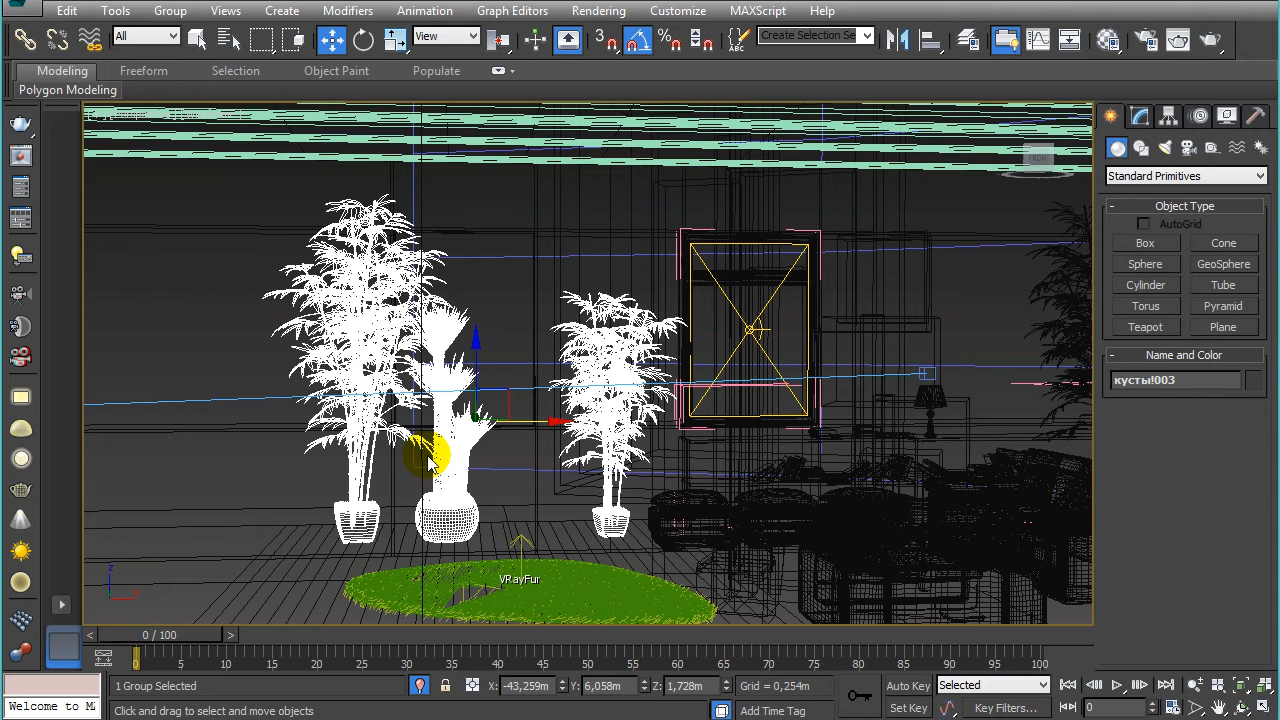 Edit Tools Group Views Create Modifiers Animation Graph Editors Rendering Customize MAXScript Help
All View 3 Create Selection Se
Modeling Freeform Selection Object Paint Populate
Polygon Modeling
FRONT
Standard Primitives
- Object Type
AutoGrid
Box Cone
Sphere GeoSphere
Cylinder Tube
Torus Pyramid
Teapot Plane
- Name and Color
кусты!003
VRayFur
z
x
< 0 / 100 >
0 5 10 15 20 25 30 35 40 45 50 55 60 65 70 75 80 85 90 95 100
1 Group Selected X: -43,259m Y: 6,058m Z: 1,728m Grid = 0,254m Auto Key Selected
Welcome to MA Click and drag to select and move objects Add Time Tag Set Key Key Filters... 0